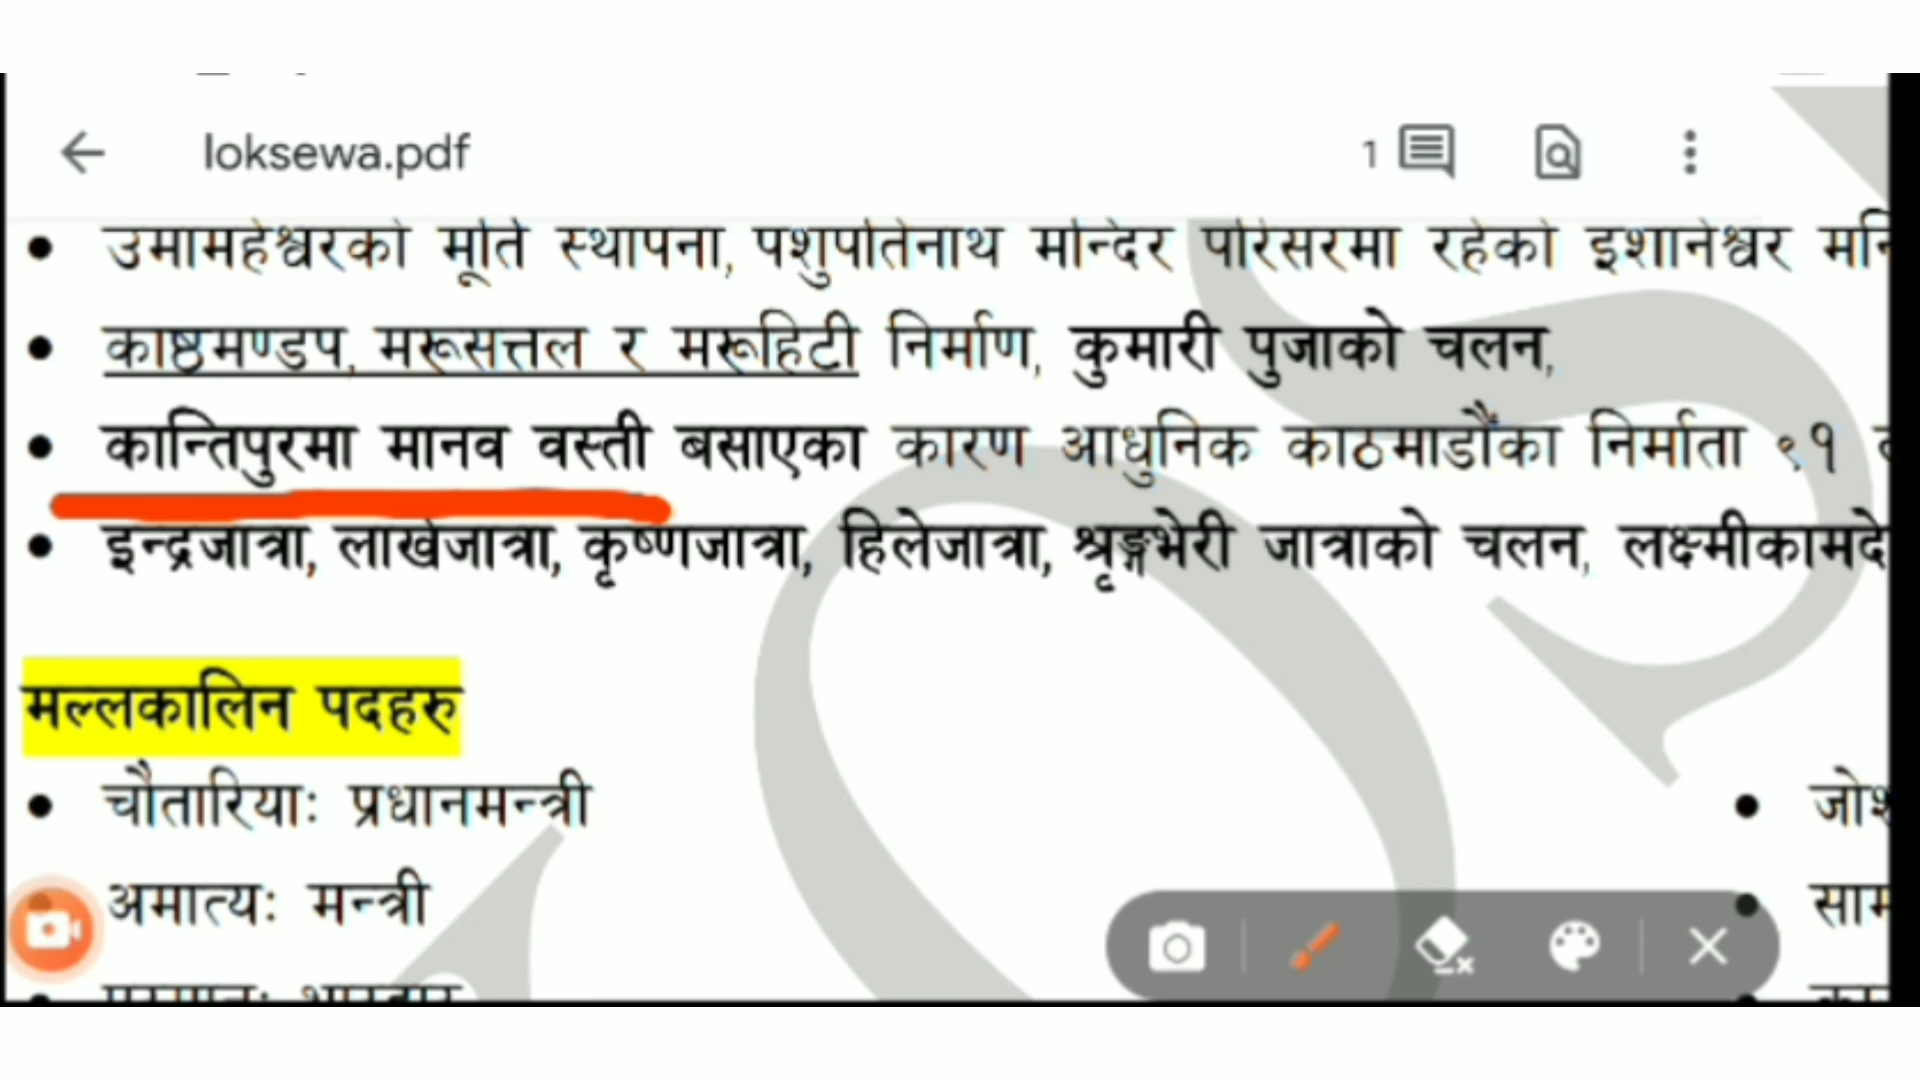 loksewa.pdf
1
• उमामहेश्वरको मूर्ति स्थापना, पशुपतिनाथ मन्दिर परिसरमा रहेको इशानेश्वर
• काष्ठमण्डप, मरूसत्तल र मरूहिटी निर्माण, कुमारी पुजाको चलन,
• कान्तिपुरमा मानव वस्ती बसाएका कारण आधुनिक काठमाडौंका निर्माता ९१
• इन्द्रजात्रा, लाखेजात्रा, कृष्णजात्रा, हिलेजात्रा, श्रृङ्गभेरी जात्राको चलन, लक्ष्मीकामदे
मल्लकालिन पदहरु
• चौतारियाः प्रधानमन्त्री
अमात्यः मन्त्री